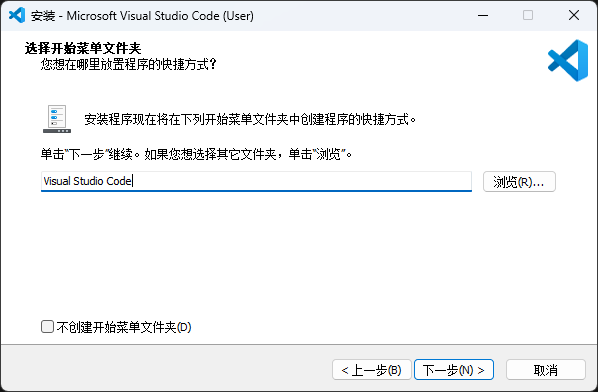 安装 - Microsoft Visual Studio Code (User)
选择开始菜单文件夹
您想在哪里放置程序的快捷方式？
安装程序现在将在下列开始菜单文件夹中创建程序的快捷方式。
单击“下一步”继续。如果您想选择其它文件夹，单击“浏览”。
Visual Studio Code
浏览(R)...
不创建开始菜单文件夹(D)
< 上一步(B)
下一步(N) >
取消